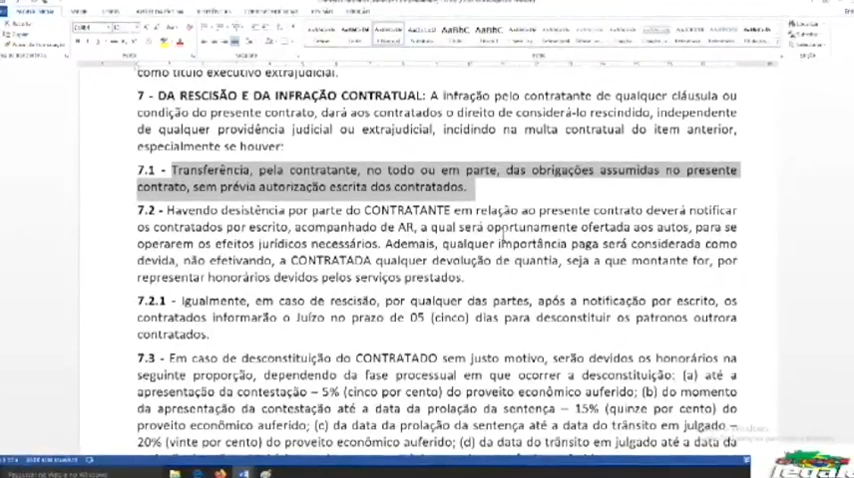 como título executivo extrajudicial.
7 - DA RESCISÃO E DA INFRAÇÃO CONTRATUAL: A infração pelo contratante de qualquer cláusula ou
condição do presente contrato, dará aos contratados o direito de considerá-lo rescindido, independente
de qualquer providência judicial ou extrajudicial, incidindo na multa contratual do item anterior,
especialmente se houver:
7.1 - Transferência, pela contratante, no todo ou em parte, das obrigações assumidas no presente
contrato, sem prévia autorização escrita dos contratados.
7.2 - Havendo desistência por parte do CONTRATANTE em relação ao presente contrato deverá notificar
os contratados por escrito, acompanhado de AR, a qual será oportunamente ofertada aos autos, para se
operarem os efeitos jurídicos necessários. Ademais, qualquer importância paga será considerada como
devida, não efetivando, a CONTRATADA qualquer devolução de quantia, seja a que montante for, por
representar honorários devidos pelos serviços prestados.
7.2.1 - Igualmente, em caso de rescisão, por qualquer das partes, após a notificação por escrito, os
contratados informarão o Juízo no prazo de 05 (cinco) dias para desconstituir os patronos outrora
contratados.
7.3 - Em caso de desconstituição do CONTRATADO sem justo motivo, serão devidos os honorários na
seguinte proporção, dependendo da fase processual em que ocorrer a desconstituição: (a) até a
apresentação da contestação – 5% (cinco por cento) do proveito econômico auferido; (b) do momento
da apresentação da contestação até a data da prolação da sentença – 15% (quinze por cento) do
proveito econômico auferido; (c) da data da prolação da sentença até a data do trânsito em julgado –
20% (vinte por cento) do proveito econômico auferido; (d) da data do trânsito em julgado até a data da